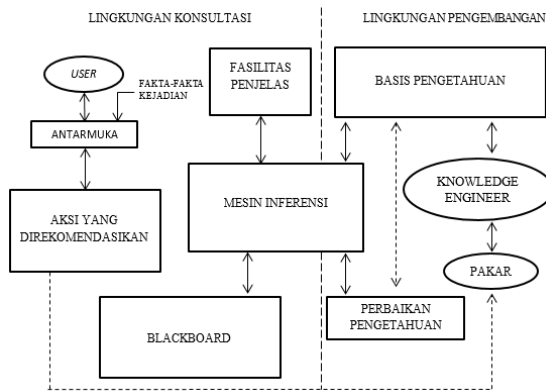 LINGKUNGAN KONSULTASI
LINGKUNGAN PENGEMBANGAN
USER
FAKTA-FAKTA
KEJADIAN
FASILITAS
PENJELAS
BASIS PENGETAHUAN
ANTARMUKA
AKSI YANG
DIREKOMENDASIKAN
MESIN INFERENSI
KNOWLEDGE
ENGINEER
PAKAR
BLACKBOARD
PERBAIKAN
PENGETAHUAN